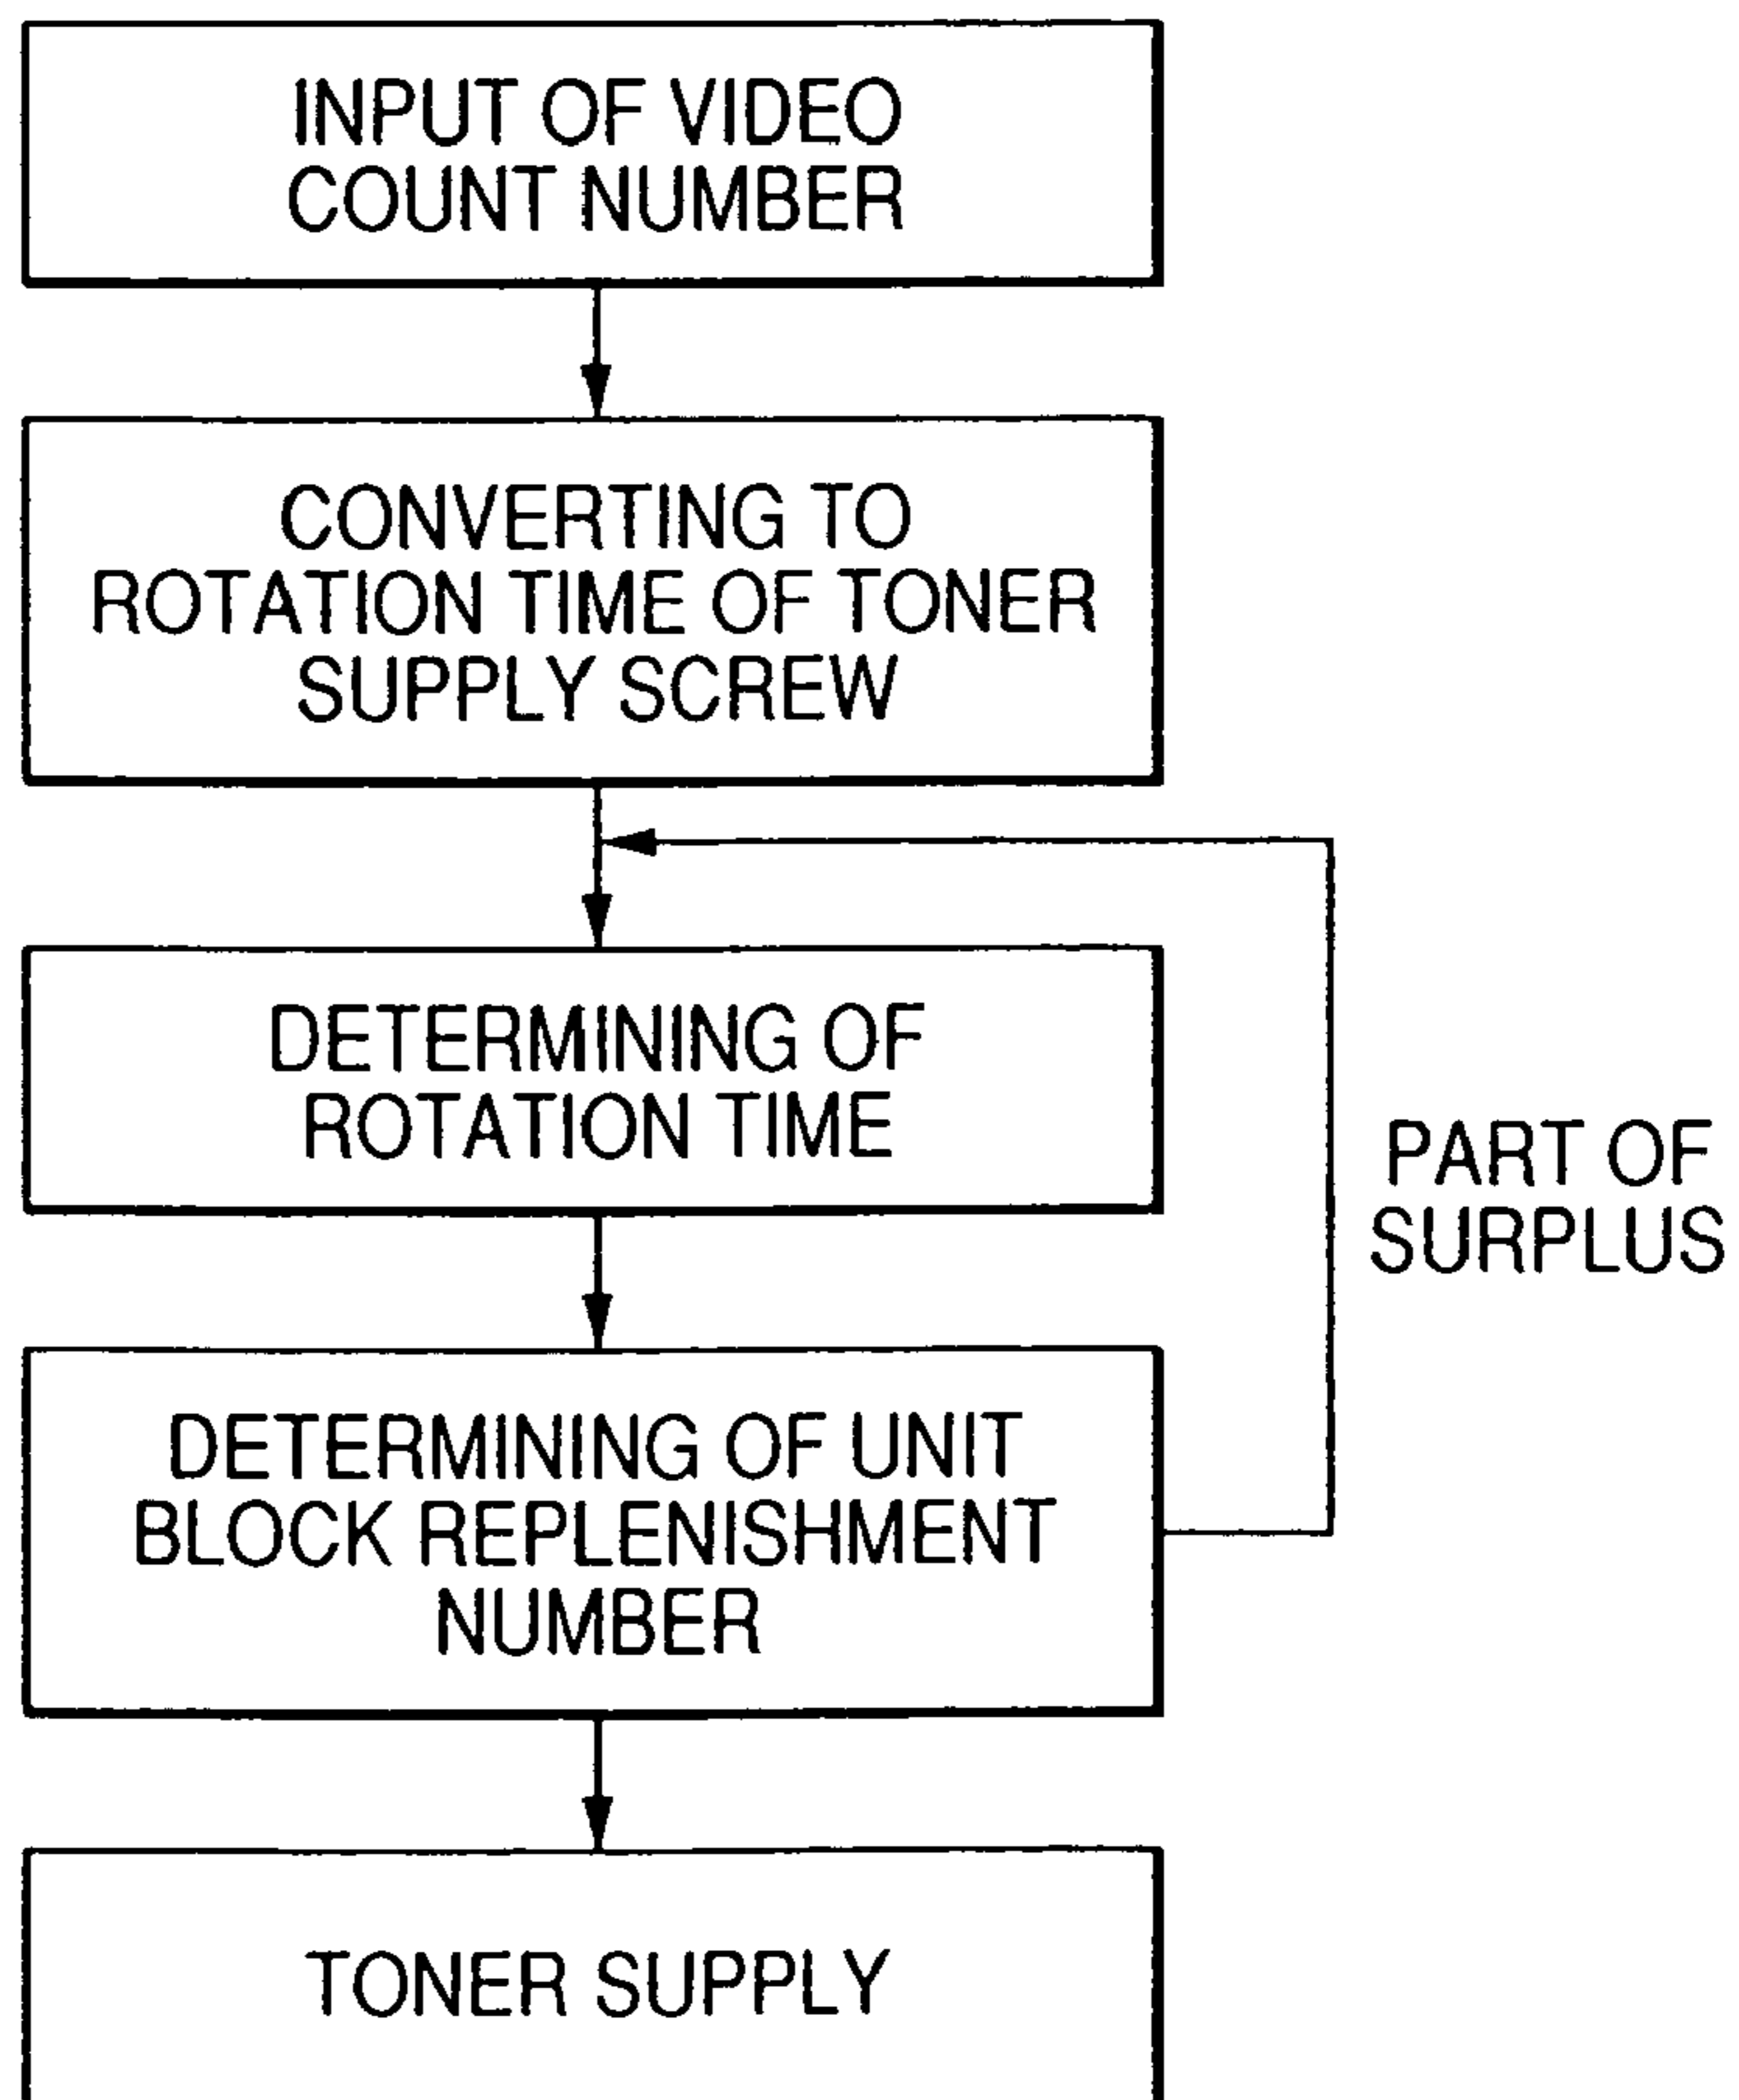 INPUT OF VIDEO
COUNT NUMBER
CONVERTING TO
ROTATION TIME OF TONER
SUPPLY SCREW
DETERMINING OF
ROTATION TIME
PART OF
SURPLUS
DETERMINING OF UNIT
BLOCK REPLENISHMENT
NUMBER
TONER SUPPLY